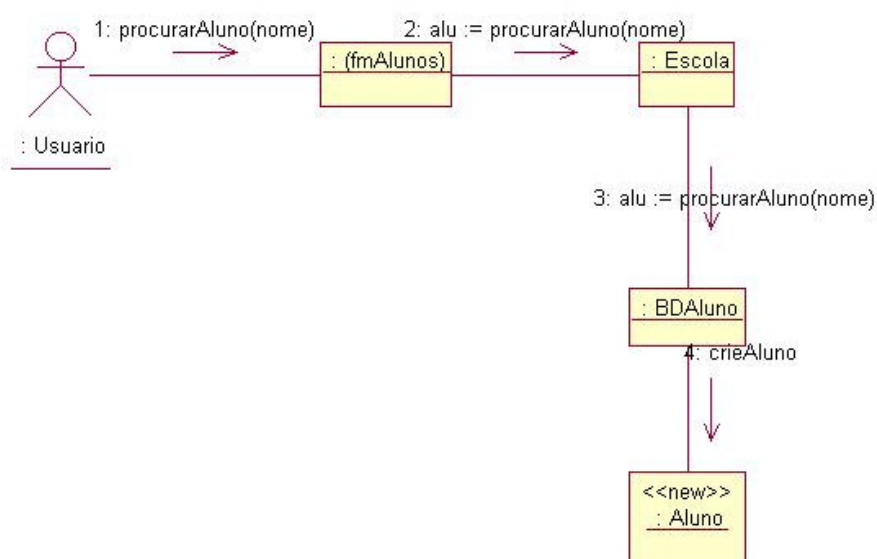 1: procurarAluno(nome)
2: alu := procurarAluno(nome)
: (fmAlunos)
: Escola
: Usuario
3: alu := procurarAluno(nome)
: BDAluno
4: crieAluno
<<new>>
: Aluno